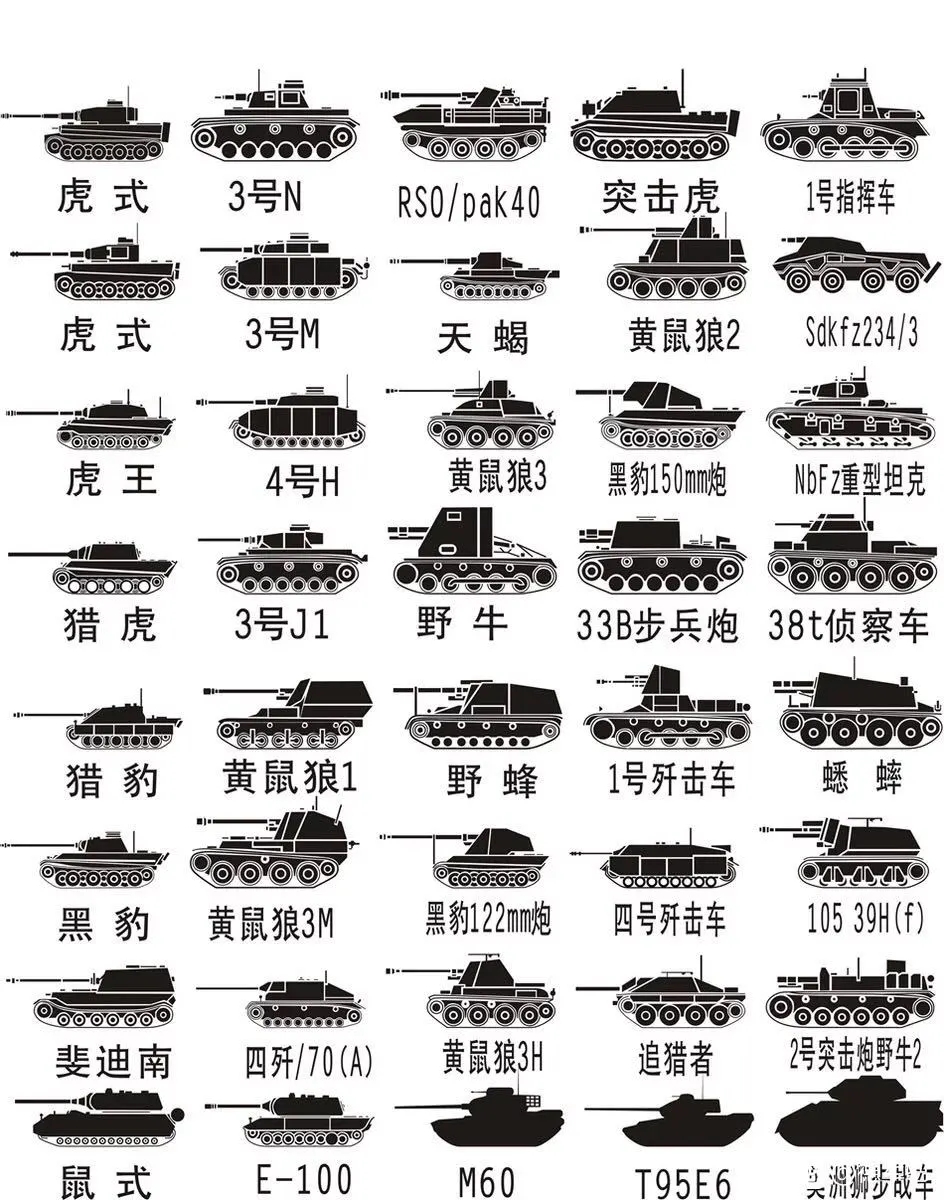 虎式
3号N
RSO/pak40
突击虎
1号指挥车
虎式
3号M
天蝎
黄鼠狼2
Sdkfz234/3
虎王
4号H
黄鼠狼3
黑豹150mm炮
NbFz重型坦克
猎虎
3号J1
野牛
33B步兵炮
38t侦察车
猎豹
黄鼠狼1
野蜂
1号歼击车
蟋蟀
黑豹
黄鼠狼3M
黑豹122mm炮
四号歼击车
105 39H(f)
斐迪南
四歼/70(A)
黄鼠狼3H
追猎者
2号突击炮野牛2
鼠式
E-100
M60
T95E6
美洲狮步战车